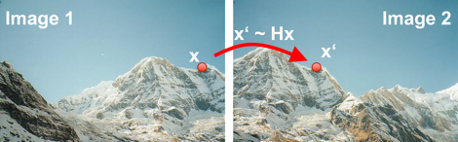 Image 1
Image 2
x‘ ~ Hx
x
x‘